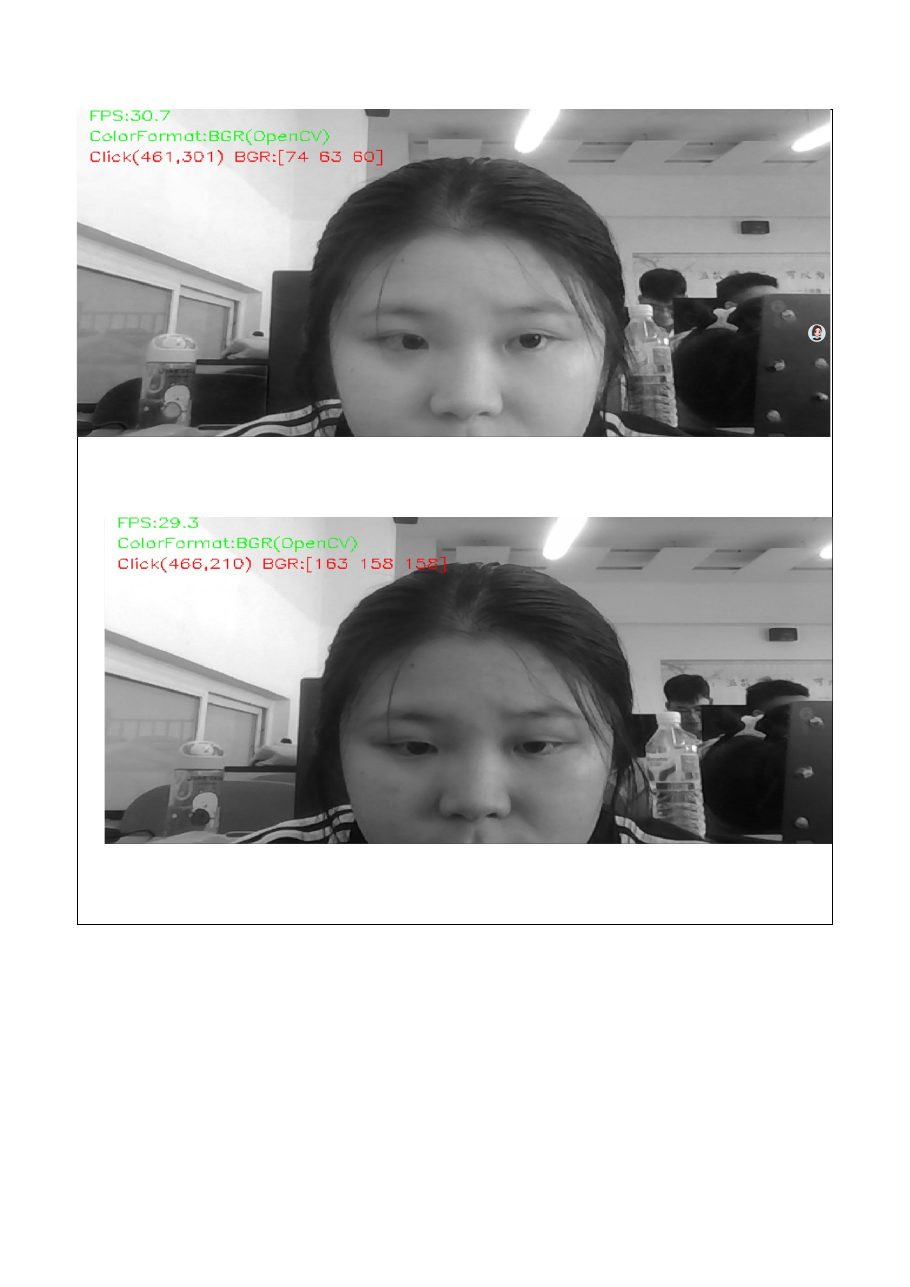 FPS:30.7
ColorFormat:BGR(OpenCV)
Click(461,301) BGR:[74 63 60]
FPS:29.3
ColorFormat:BGR(OpenCV)
Click(466,210) BGR:[163 158 158]